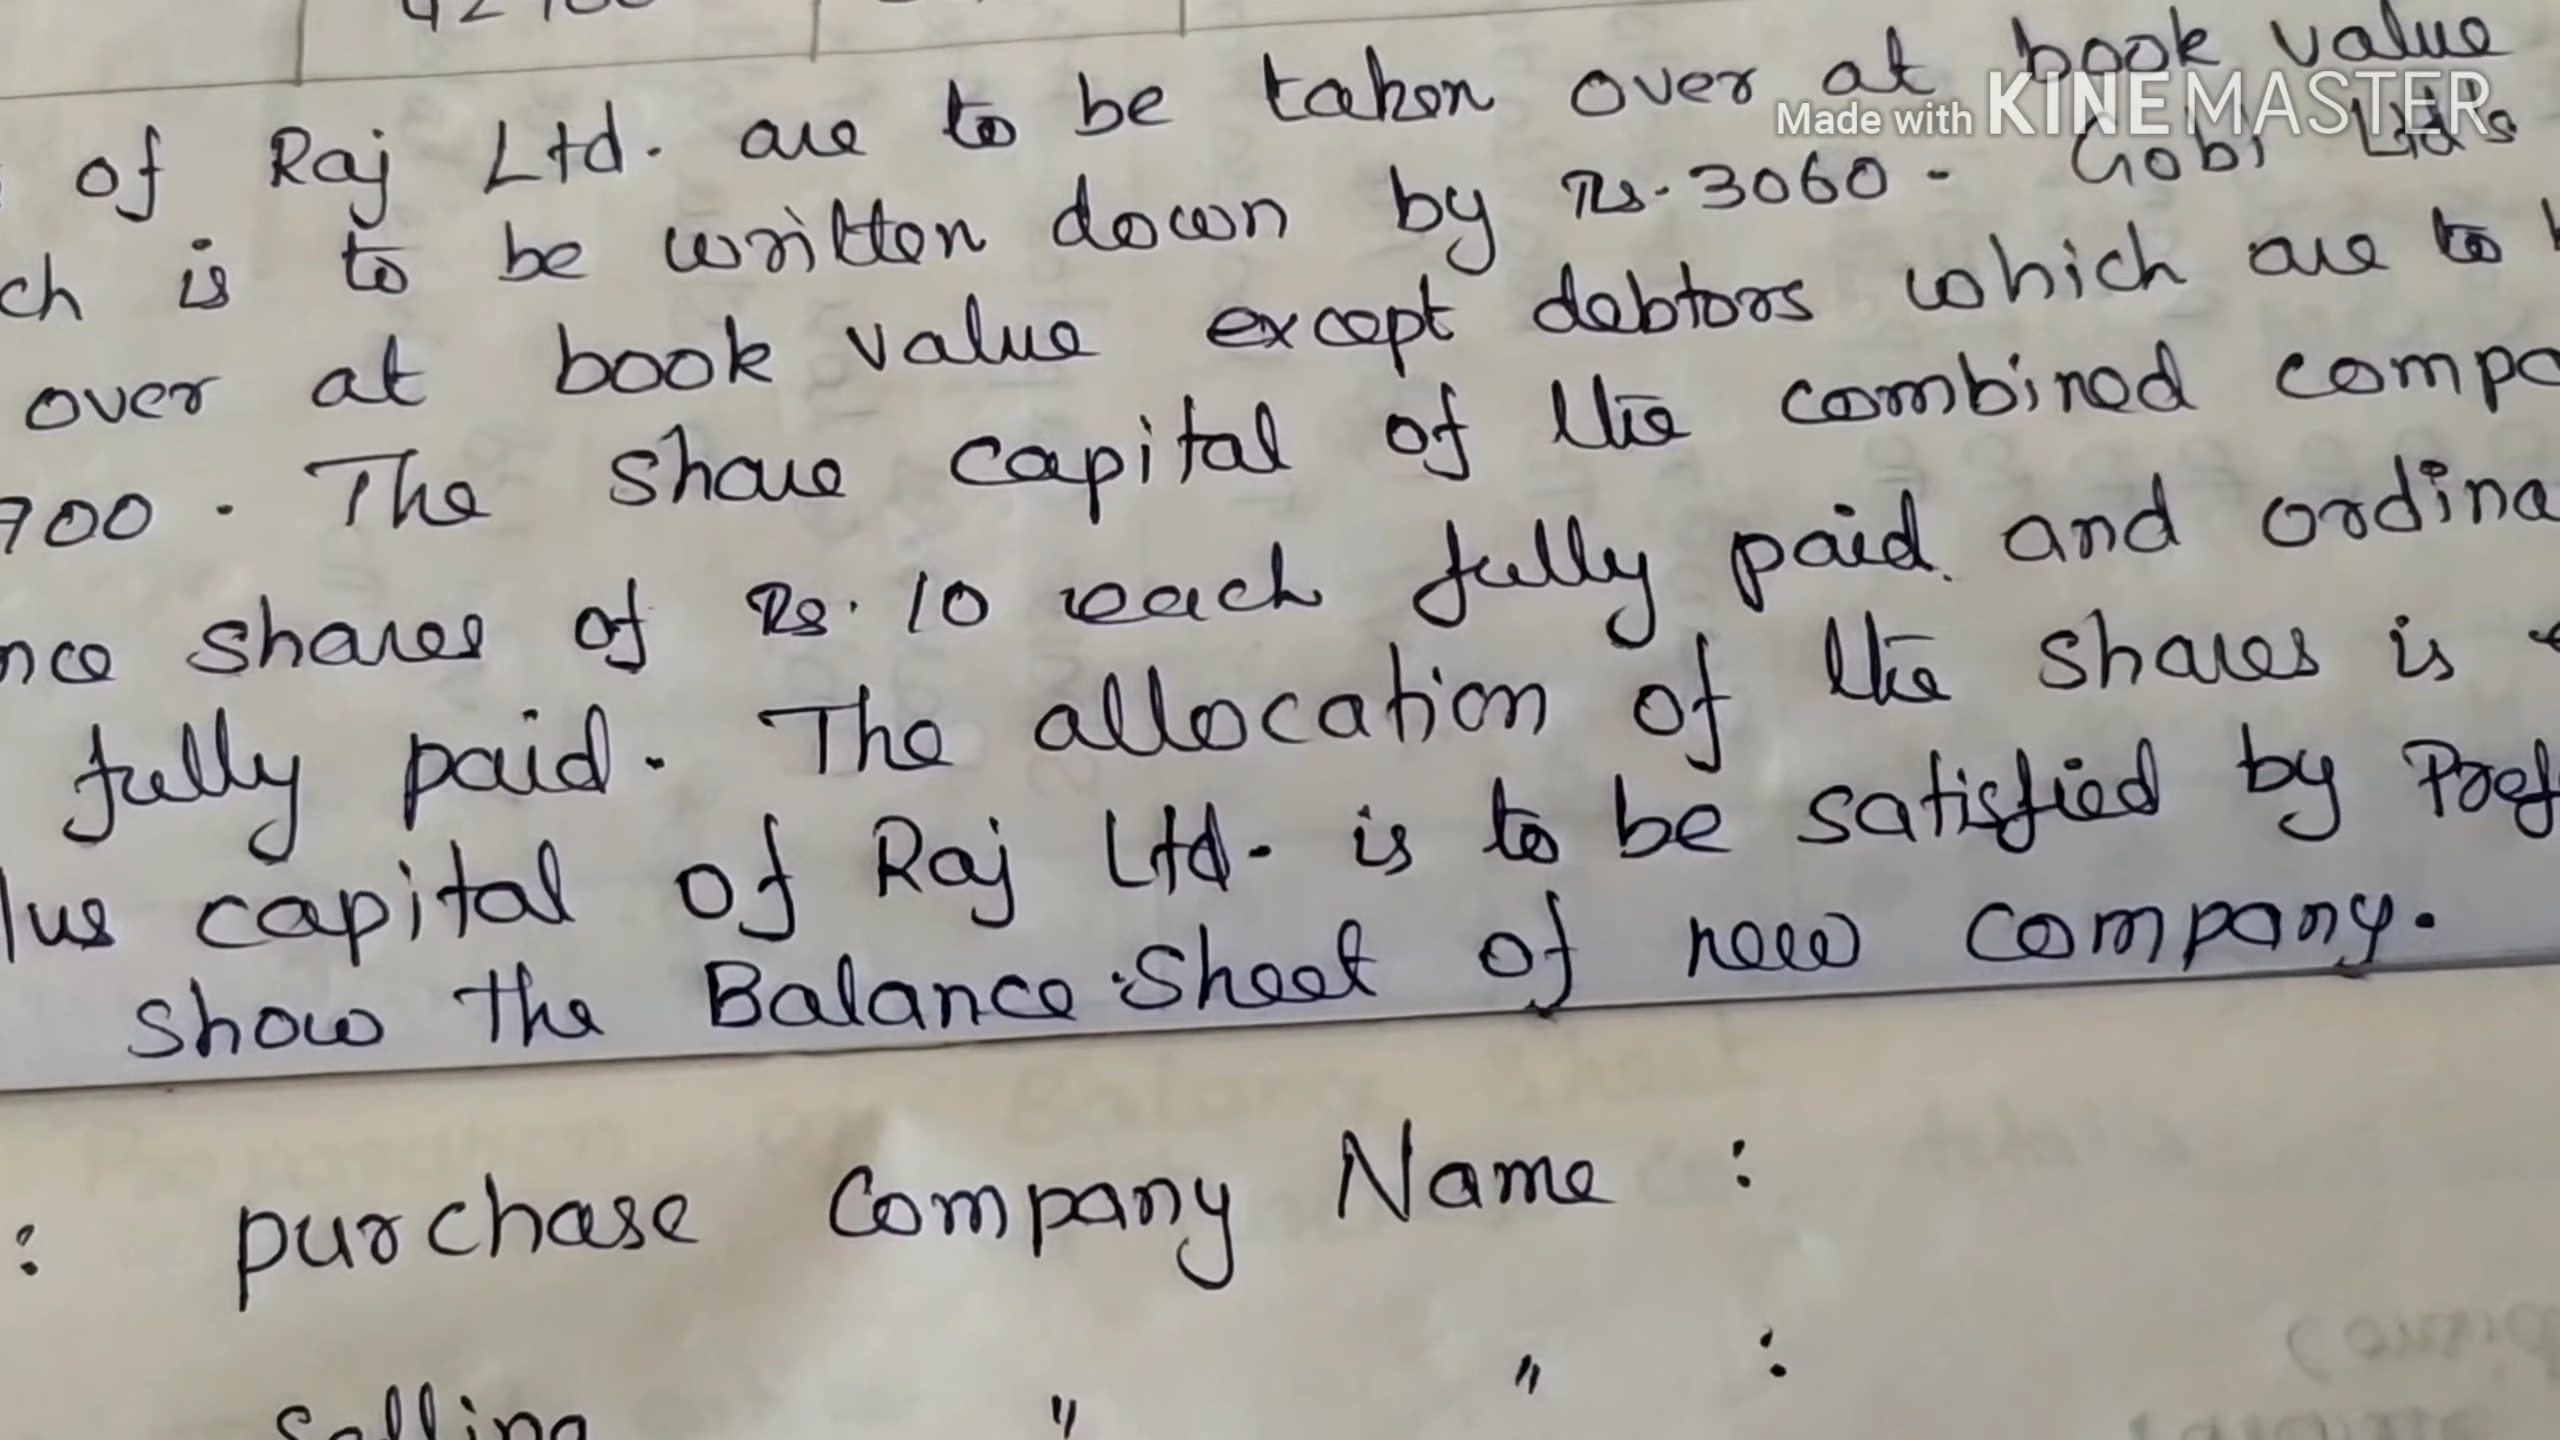 of Raj Ltd. are to be taken over at book value
Made with KINEMASTER
ch is to be written down by Rs. 3060 - Gobi Ltd's
over at book value except debtors which are to
700. The share capital of the combined compa
nce shares of Rs. 10 each fully paid and ordina
fully paid. The allocation of the shares is
lus capital of Raj Ltd. is to be satisfied by Pref
show the Balance Sheet of new company.
: purchase Company Name :
Selling " " :